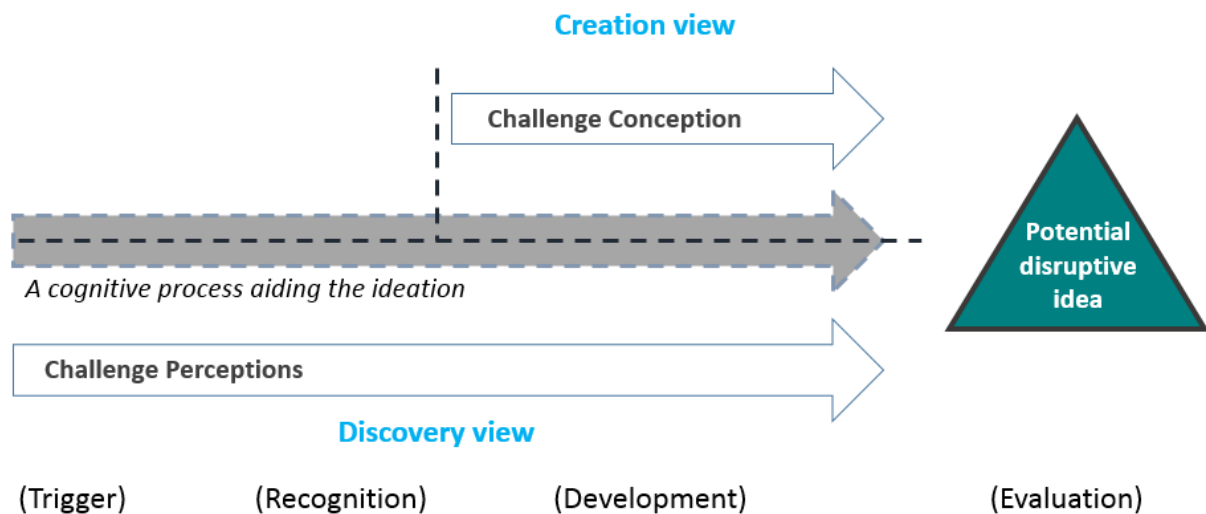 Creation view
Challenge Conception
Potential
disruptive
idea
A cognitive process aiding the ideation
Challenge Perceptions
Discovery view
(Trigger)
(Recognition)
(Development)
(Evaluation)